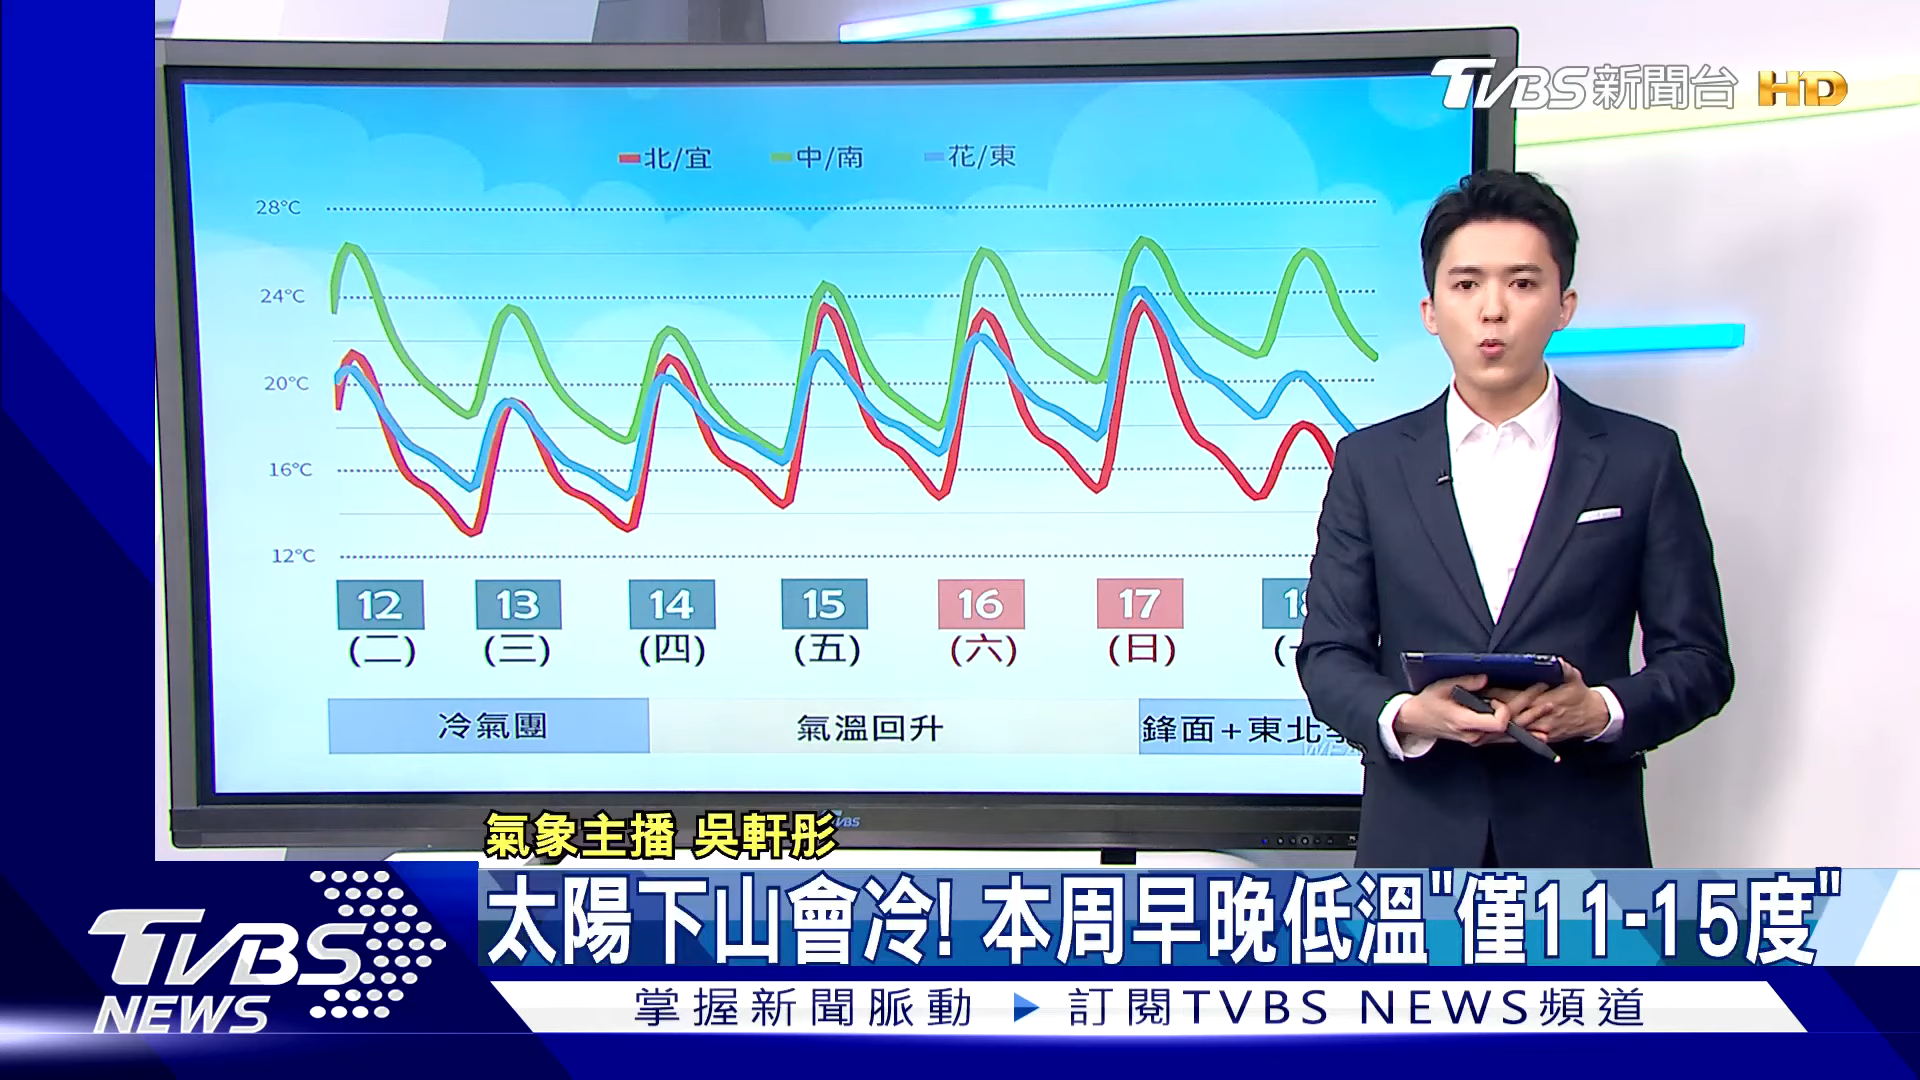 TVBS新聞台 HD
北/宜 中/南 花/東
28°C
24°C
20°C
16°C
12°C
12 13 14 15 16 17
(二) (三) (四) (五) (六) (日)
冷氣團 氣溫回升 鋒面+東北
TVBS
氣象主播 吳軒彤
太陽下山會冷! 本周早晚低溫"僅11-15度"
TVBS
NEWS
掌握新聞脈動 ▶ 訂閱TVBS NEWS頻道